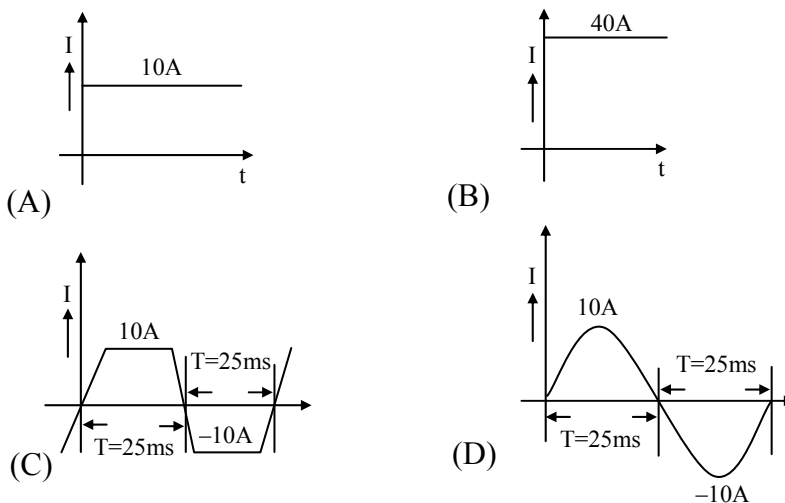 I
10A
t
(A)
40A
I
t
(B)
I
10A
T=25ms
T=25ms
–10A
(C)
I
10A
T=25ms
T=25ms
–10A
(D)